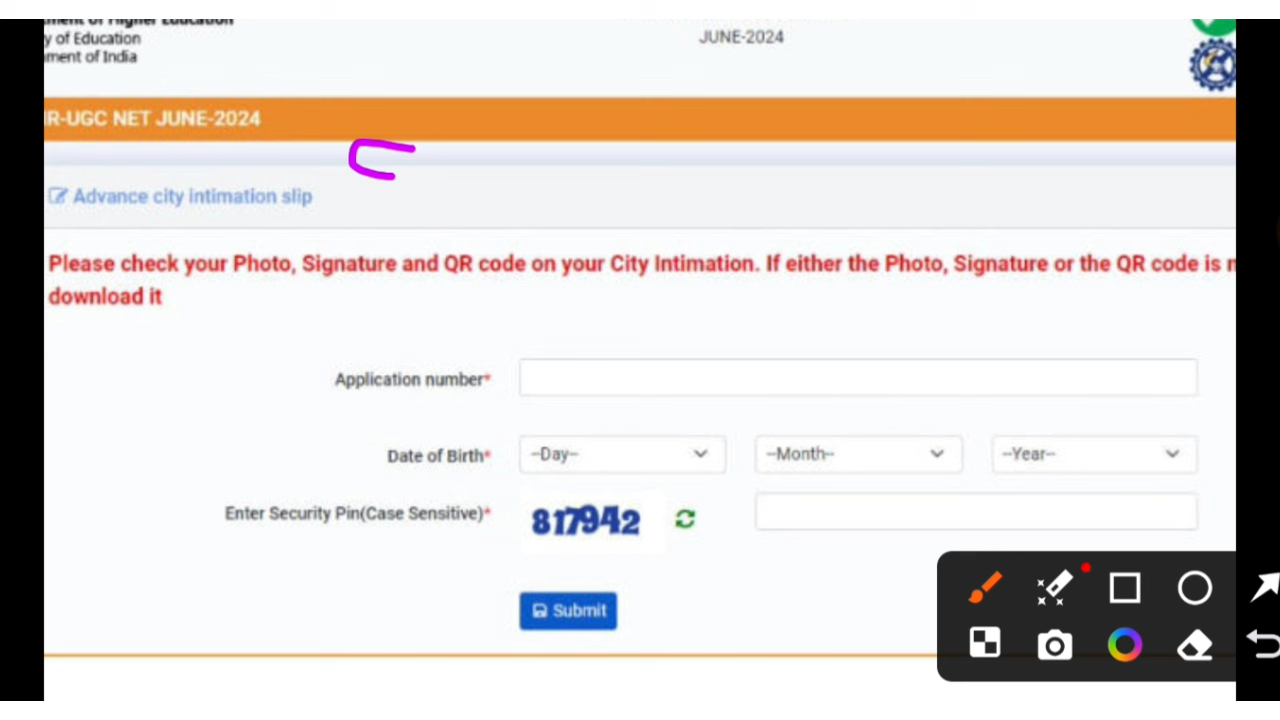 y of Education
JUNE-2024
ment of India
R-UGC NET JUNE-2024
Advance city intimation slip
Please check your Photo, Signature and QR code on your City Intimation. If either the Photo, Signature or the QR code is n
download it
Application number*
Date of Birth* --Day-- --Month-- --Year--
Enter Security Pin(Case Sensitive)* 817942
Submit